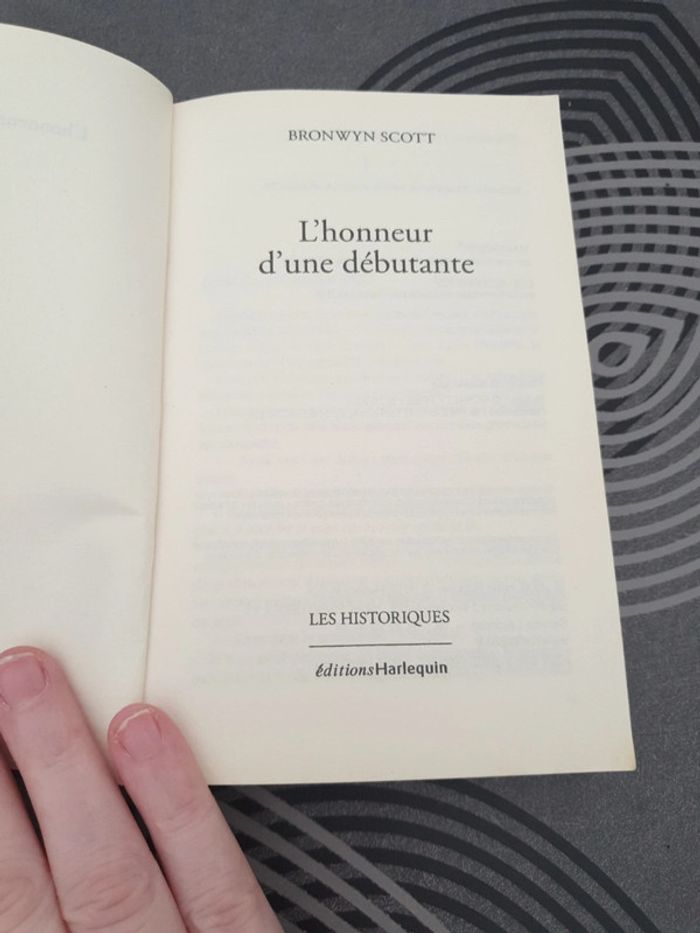 BRONWYN SCOTT
L'honneur
d'une débutante
LES HISTORIQUES
éditionsHarlequin